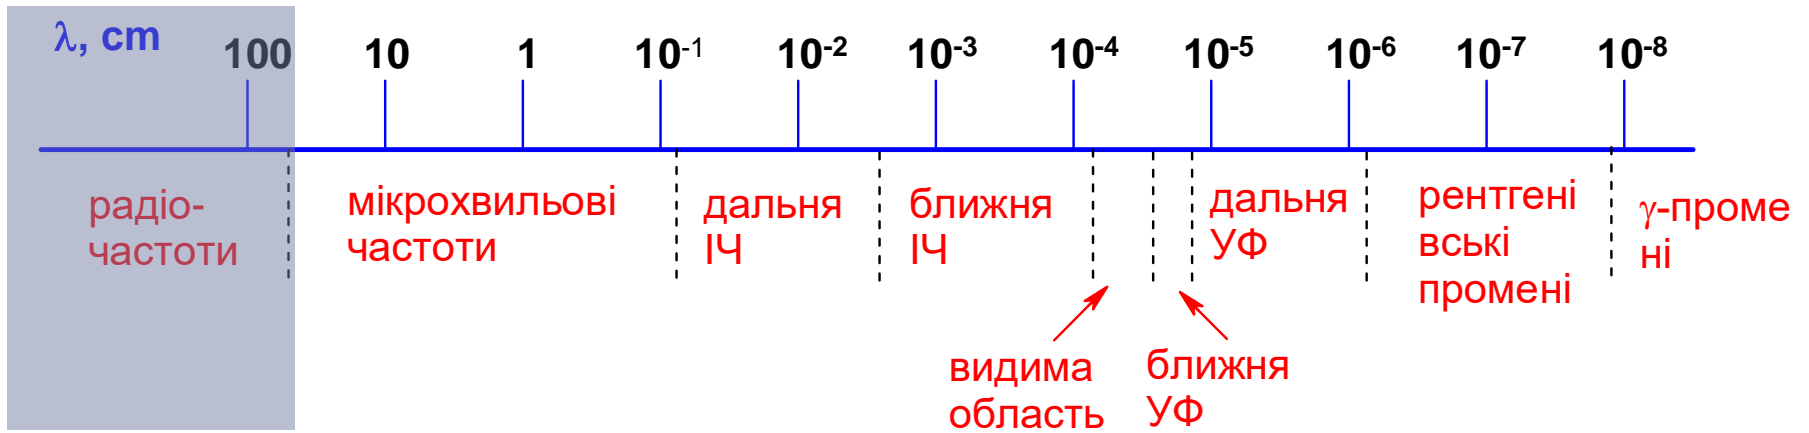 λ, cm
100 10 1 10⁻¹ 10⁻² 10⁻³ 10⁻⁴ 10⁻⁵ 10⁻⁶ 10⁻⁷ 10⁻⁸
радіо-
частоти
мікрохвильові
частоти
дальня
ІЧ
ближня
ІЧ
видима
область
ближня
УФ
дальня
УФ
рентгені
вські
промені
γ-проме
ні